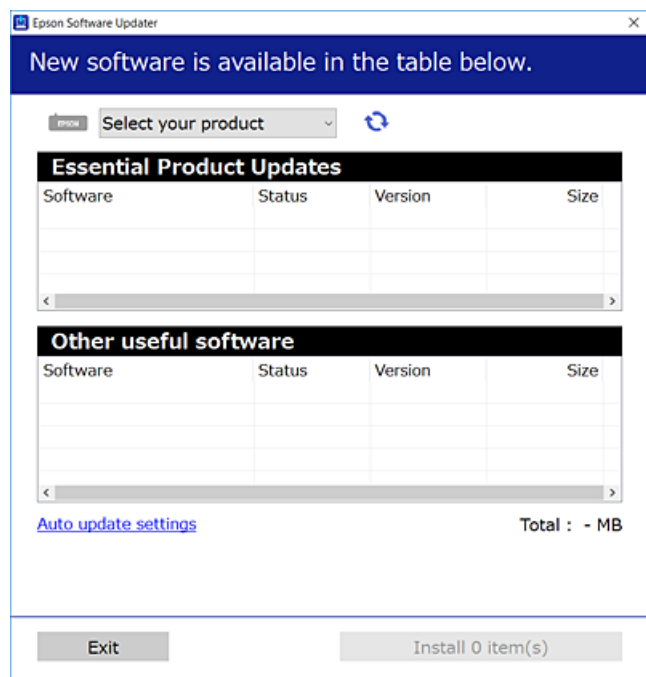 Epson Software Updater
New software is available in the table below.
EPSON Select your product
Essential Product Updates
Software Status Version Size
Other useful software
Software Status Version Size
Auto update settings Total : - MB
Exit Install 0 item(s)